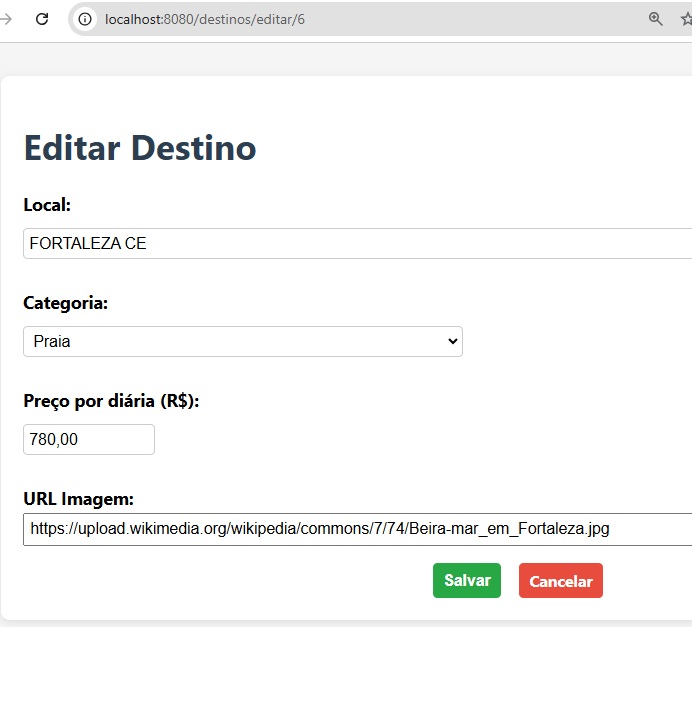 localhost:8080/destinos/editar/6
Editar Destino
Local:
FORTALEZA CE
Categoria:
Praia
Preço por diária (R$):
780,00
URL Imagem:
https://upload.wikimedia.org/wikipedia/commons/7/74/Beira-mar_em_Fortaleza.jpg
Salvar Cancelar